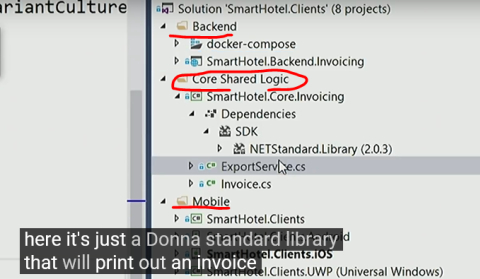 ariantCulture
Solution 'SmartHotel.Clients' (8 projects)
Backend
docker-compose
SmartHotel.Backend.Invoicing
Core Shared Logic
SmartHotel.Core.Invoicing
Dependencies
SDK
NETStandard.Library (2.0.3)
C# ExportService.cs
C# Invoice.cs
Mobile
C# SmartHotel.Clients
SmartHotel.Clients.iOS
SmartHotel.Clients.UWP (Universal
here it's just a Donna standard library
that will print out an invoice